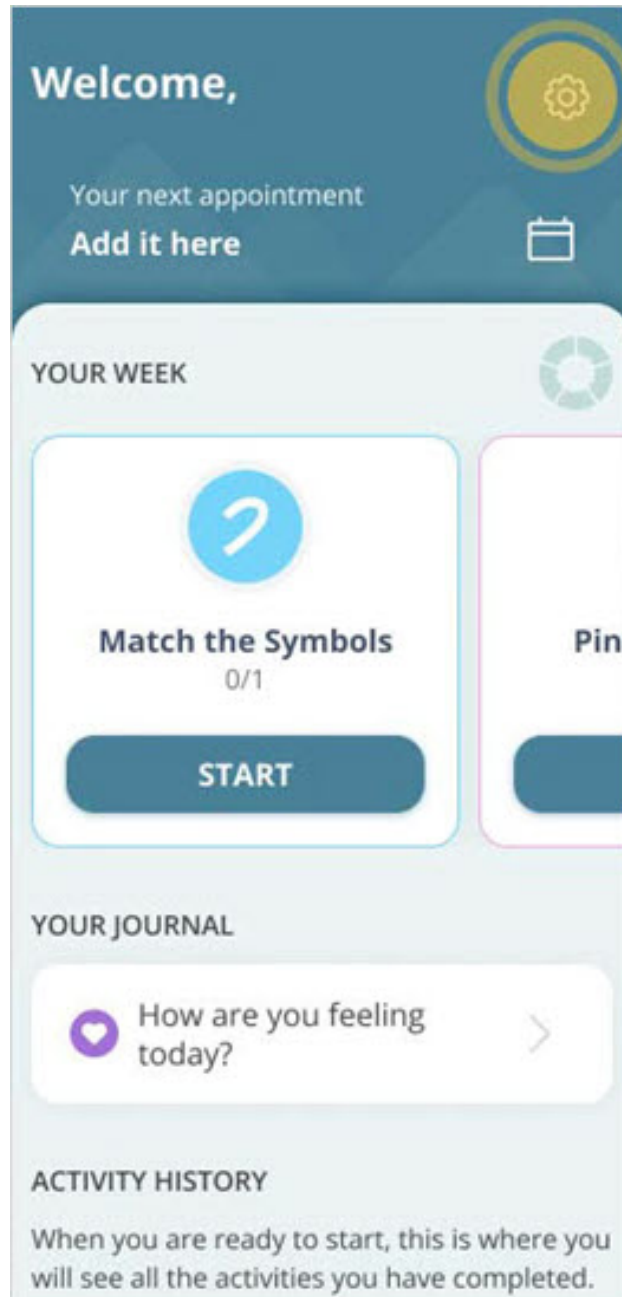 Welcome,
Your next appointment
Add it here
YOUR WEEK
Match the Symbols
0/1
START
Pin
YOUR JOURNAL
How are you feeling
today?
ACTIVITY HISTORY
When you are ready to start, this is where you
will see all the activities you have completed.